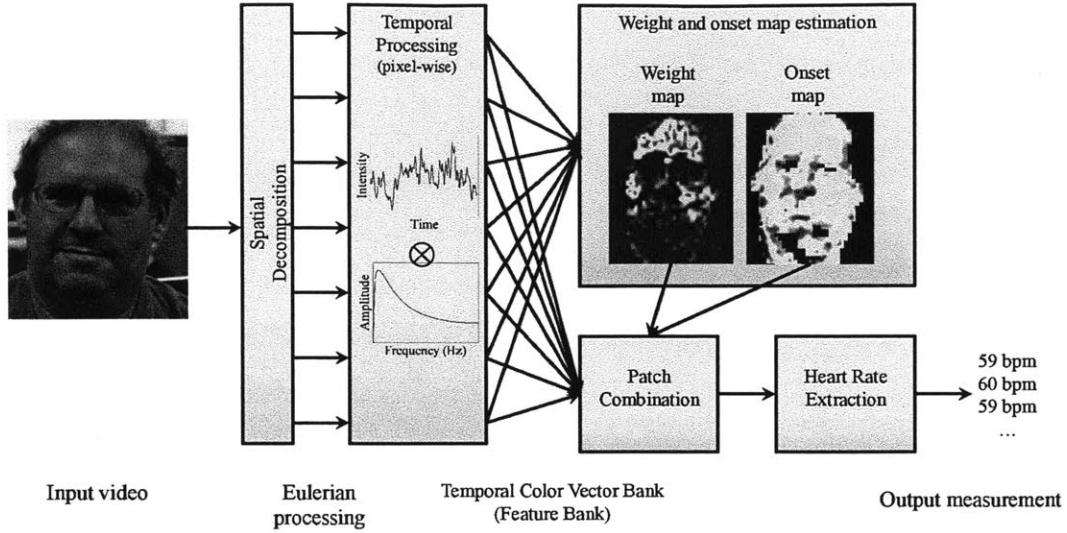 Temporal
Processing
(pixel-wise)
Intensity
Time
Amplitude
Frequency (Hz)
Spatial
Decomposition
Weight and onset map estimation
Weight
map
Onset
map
Patch
Combination
Heart Rate
Extraction
59 bpm
60 bpm
59 bpm
...
Input video
Eulerian
processing
Temporal Color Vector Bank
(Feature Bank)
Output measurement